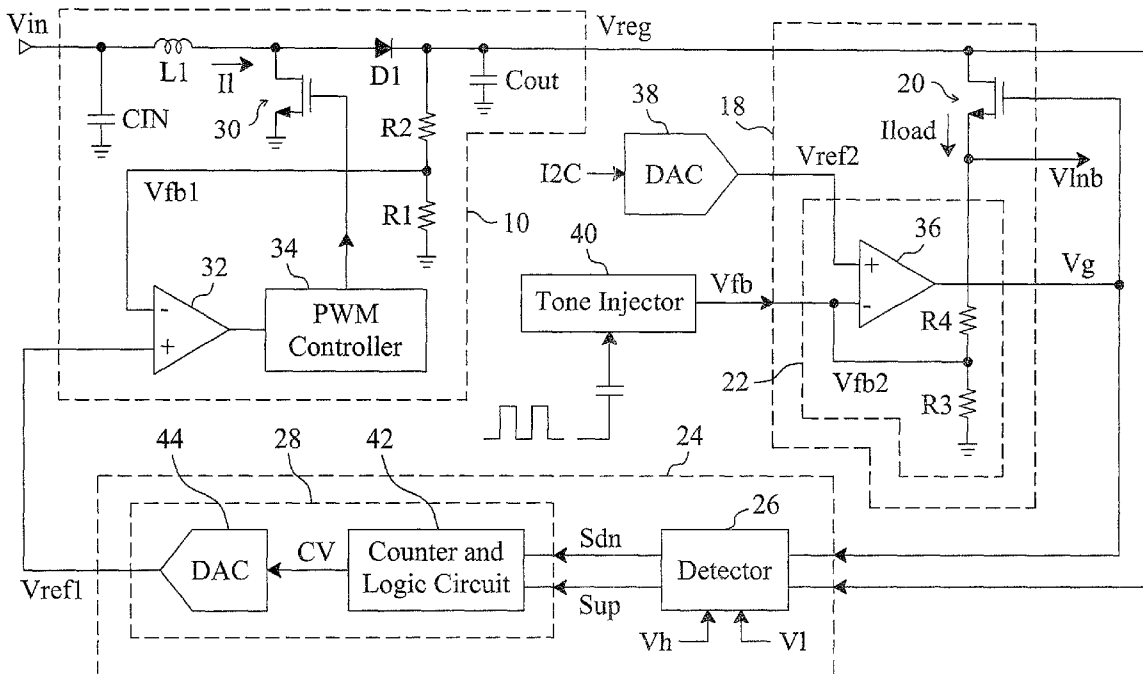 Vin
Vreg
L1
Il
D1
Cout
CIN
30
R2
Vfb1
R1
10
32
34
PWM
Controller
38
I2C
DAC
Vref2
18
20
Iload
Vlnb
40
Tone Injector
Vfb
36
Vg
+
-
-
+
R4
22
Vfb2
R3
44
28
42
24
26
DAC
CV
Counter and
Logic Circuit
Sdn
Sup
Detector
Vref1
Vh
Vl